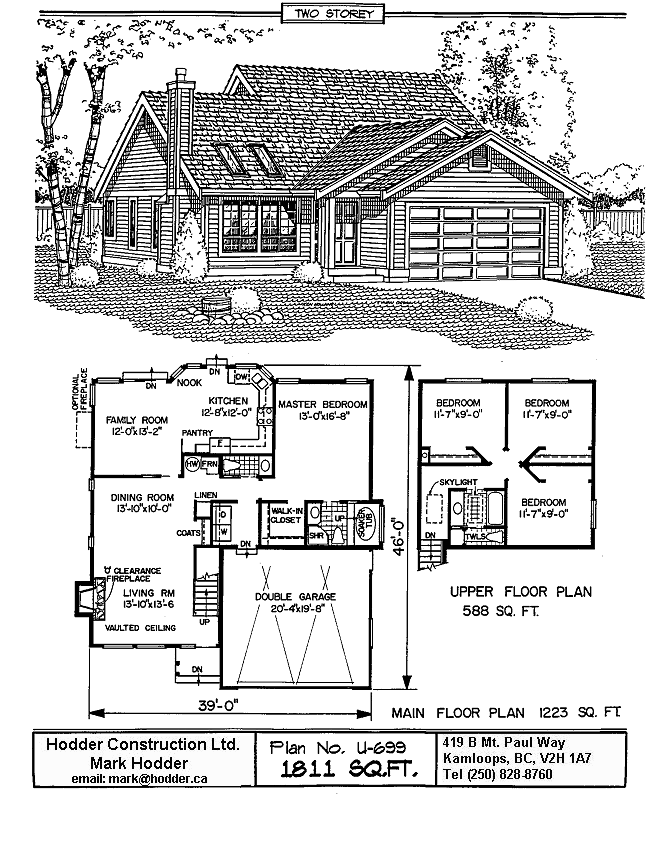 TWO STOREY
OPTIONAL
FIREPLACE
DN
NOOK
DN
DW
KITCHEN
12'-8"x12'-0"
FAMILY ROOM
12'-0"x13'-2"
PANTRY
F
MASTER BEDROOM
13'-0"x16'-8"
HW
FRN
LINEN
DINING ROOM
13'-10"x10'-0"
D
W
COATS
WALK-IN
CLOSET
UP
SHR
SOAKER
TUB
DN
CLEARANCE
FIREPLACE
LIVING RM
13'-10"x13'-6
VAULTED CEILING
UP
DOUBLE GARAGE
20'-4"x19'-8"
DN
46'-0"
39'-0"
MAIN FLOOR PLAN 1223 SQ. FT.
BEDROOM
11'-7"x9'-0"
BEDROOM
11'-7"x9'-0"
SKYLIGHT
BEDROOM
11'-7"x9'-0"
TWLS
DN
UPPER FLOOR PLAN
588 SQ. FT.
Hodder Construction Ltd.
Mark Hodder
email: mark@hodder.ca
Plan No. U-699
1811 SQ.FT.
419 B Mt. Paul Way
Kamloops, BC, V2H 1A7
Tel (250) 828-8760